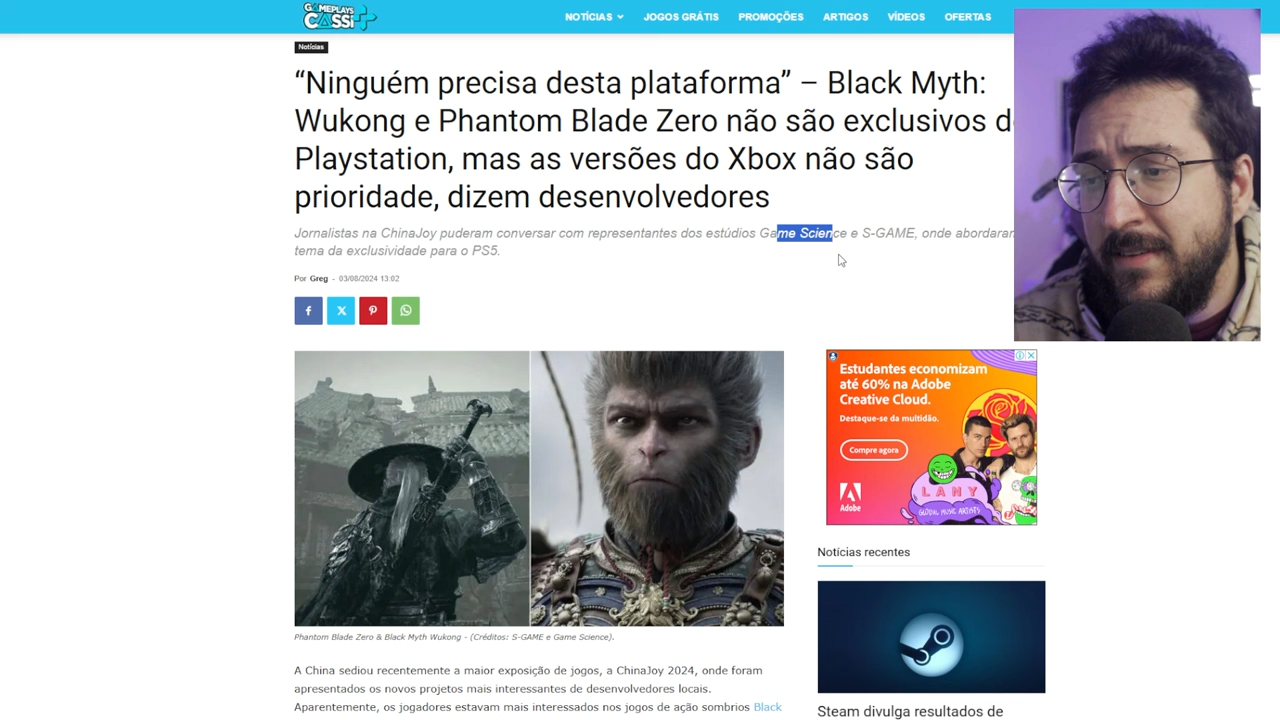 GAMEPLAYS
CASSI
NOTÍCIAS
JOGOS GRÁTIS
PROMOÇÕES
ARTIGOS
VÍDEOS
OFERTAS
Notícias
“Ninguém precisa desta plataforma” – Black Myth:
Wukong e Phantom Blade Zero não são exclusivos d
Playstation, mas as versões do Xbox não são
prioridade, dizem desenvolvedores
Jornalistas na ChinaJoy puderam conversar com representantes dos estúdios Game Science e S-GAME, onde abordaram
tema da exclusividade para o PS5.
Por Greg - 03/08/2024 13:02
Phantom Blade Zero & Black Myth Wukong - (Créditos: S-GAME e Game Science).
A China sediou recentemente a maior exposição de jogos, a ChinaJoy 2024, onde foram
apresentados os novos projetos mais interessantes de desenvolvedores locais.
Aparentemente, os jogadores estavam mais interessados nos jogos de ação sombrios Black
Estudantes economizam
até 60% na Adobe
Creative Cloud.
Destaque-se da multidão.
Compre agora
Adobe
LANY
GLOBAL MUSIC ARTISTS
Notícias recentes
Steam divulga resultados de